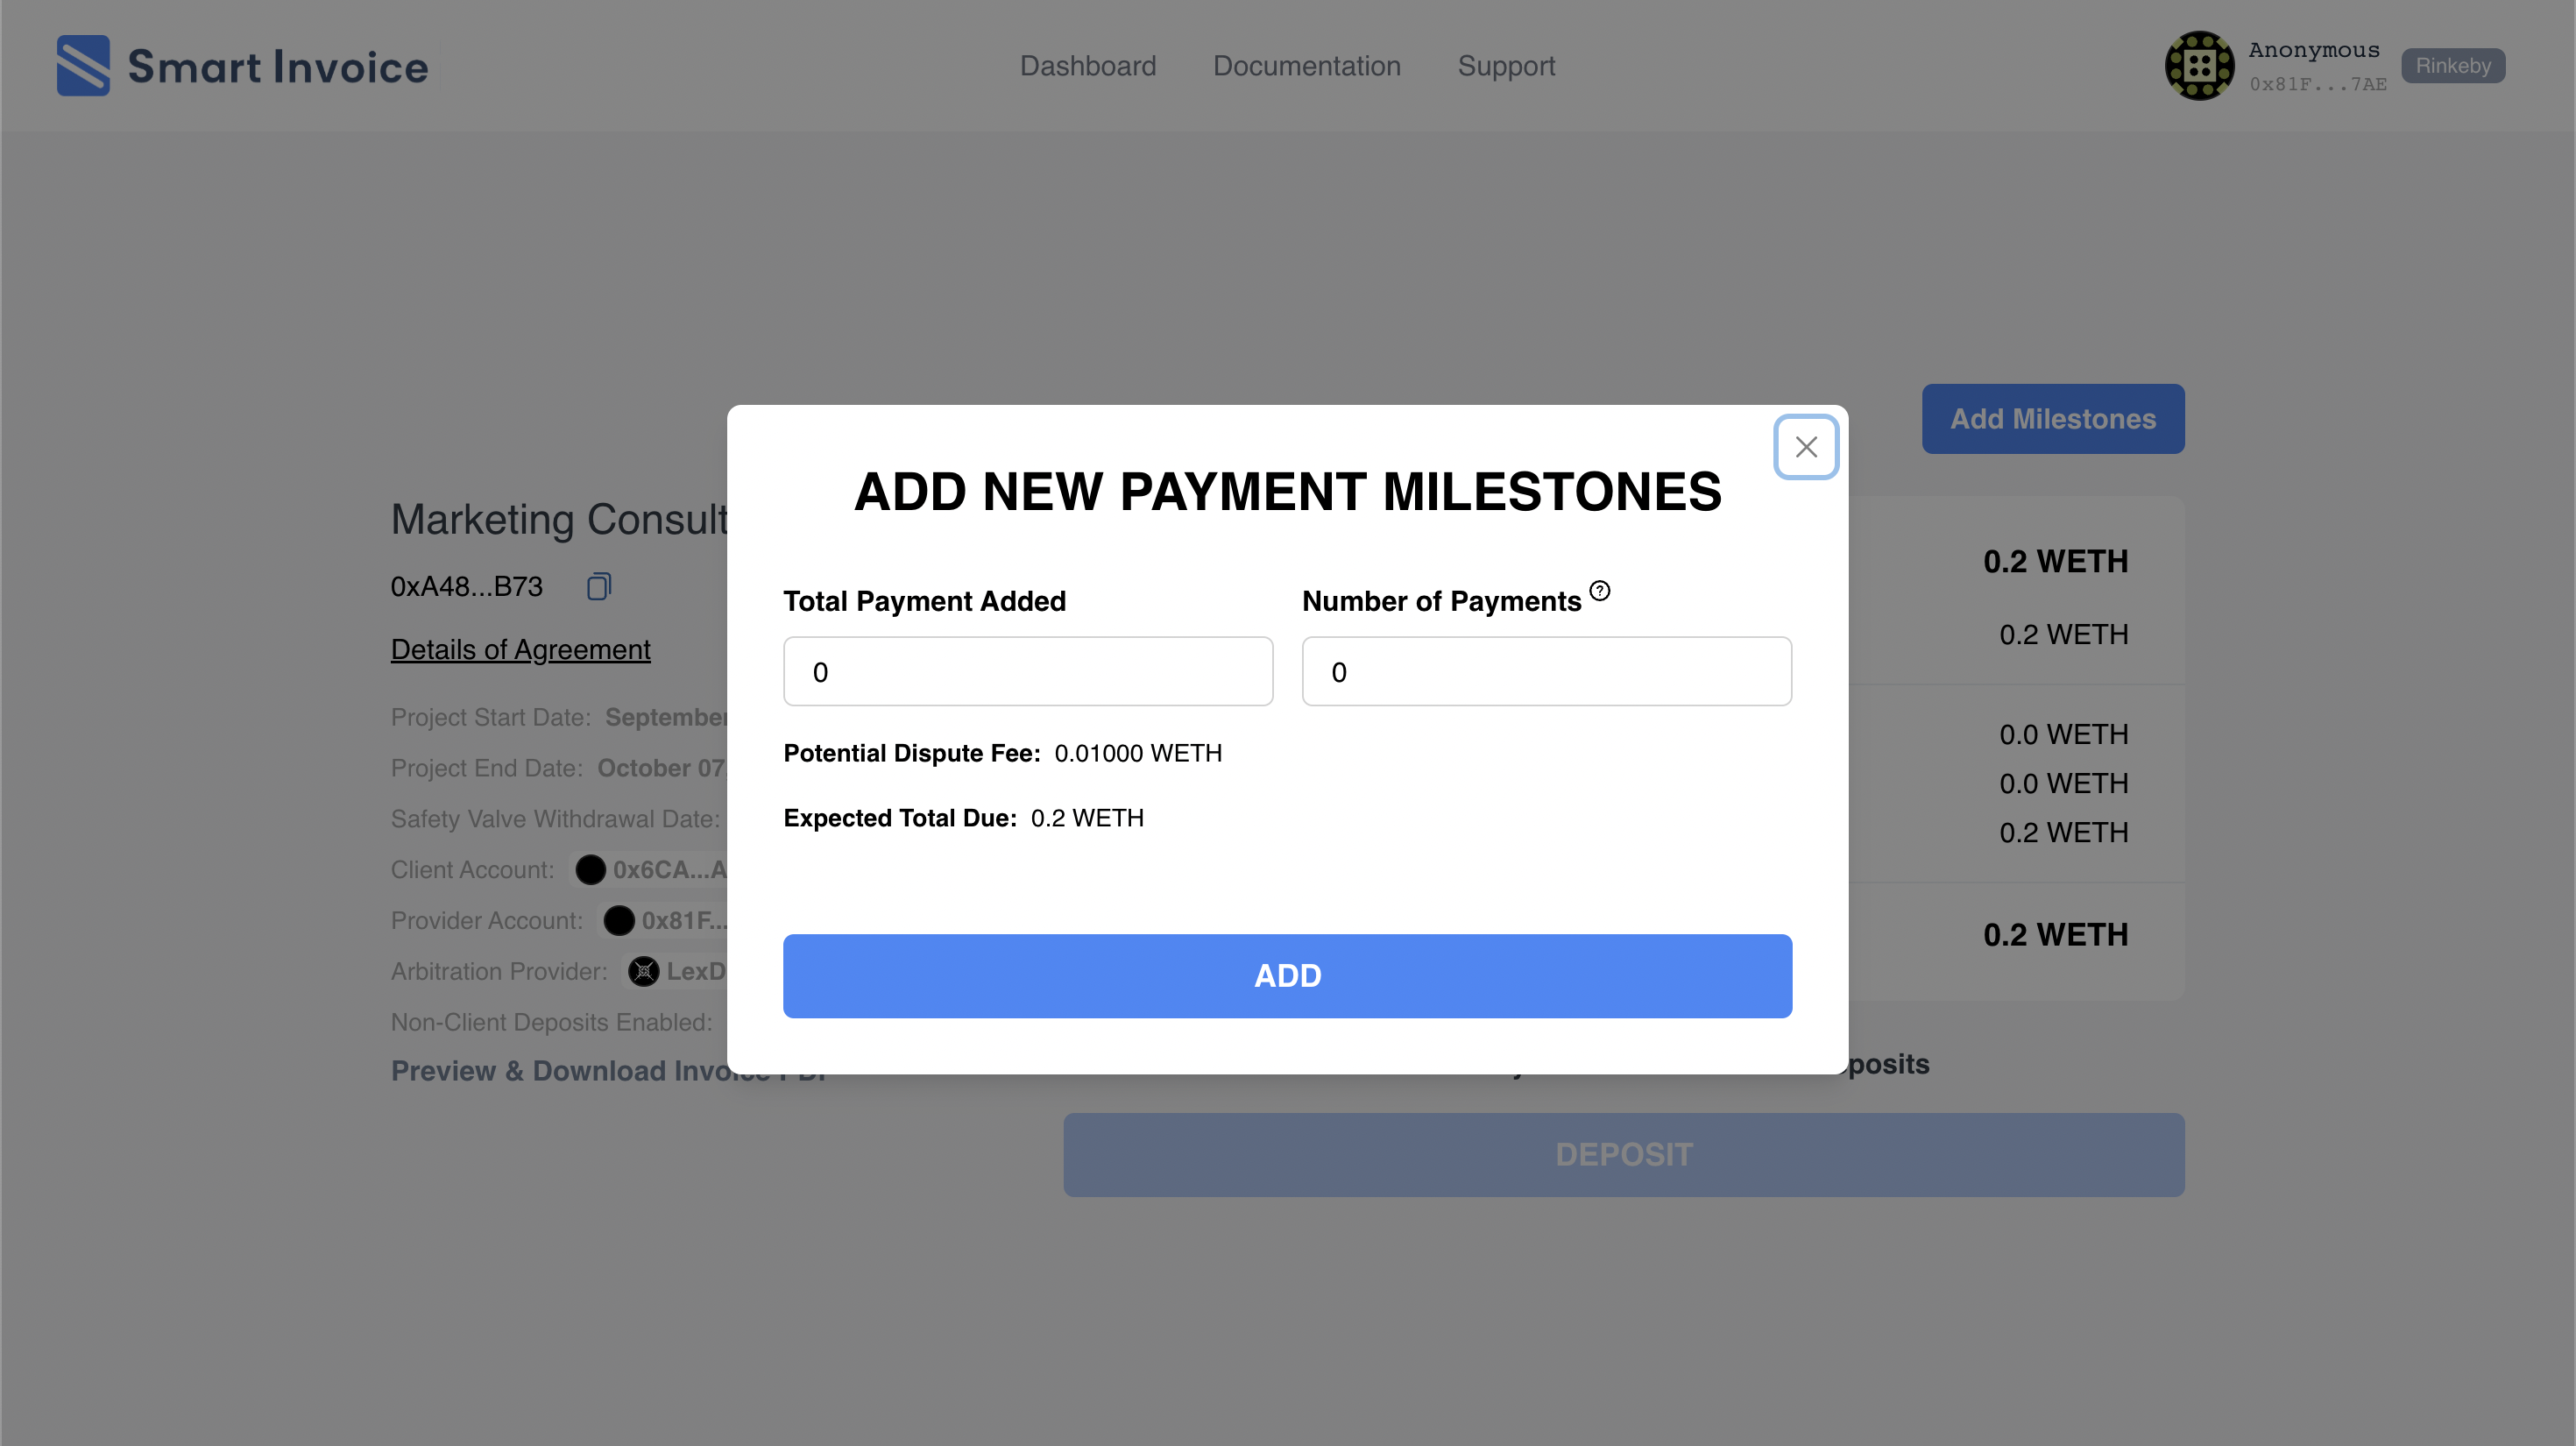 Smart Invoice
Dashboard Documentation Support
Anonymous
0x81F...7AE
Rinkeby
Add Milestones
ADD NEW PAYMENT MILESTONES
Marketing Consult
0xA48...B73
Details of Agreement
Project Start Date: September
Project End Date: October 07,
Safety Valve Withdrawal Date:
Client Account: 0x6CA...A
Provider Account: 0x81F...
Arbitration Provider: LexD
Non-Client Deposits Enabled:
Preview & Download Invoice PDF
Total Payment Added
0
Number of Payments ?
0
Potential Dispute Fee: 0.01000 WETH
Expected Total Due: 0.2 WETH
ADD
0.2 WETH
0.2 WETH
0.0 WETH
0.0 WETH
0.2 WETH
0.2 WETH
posits
DEPOSIT